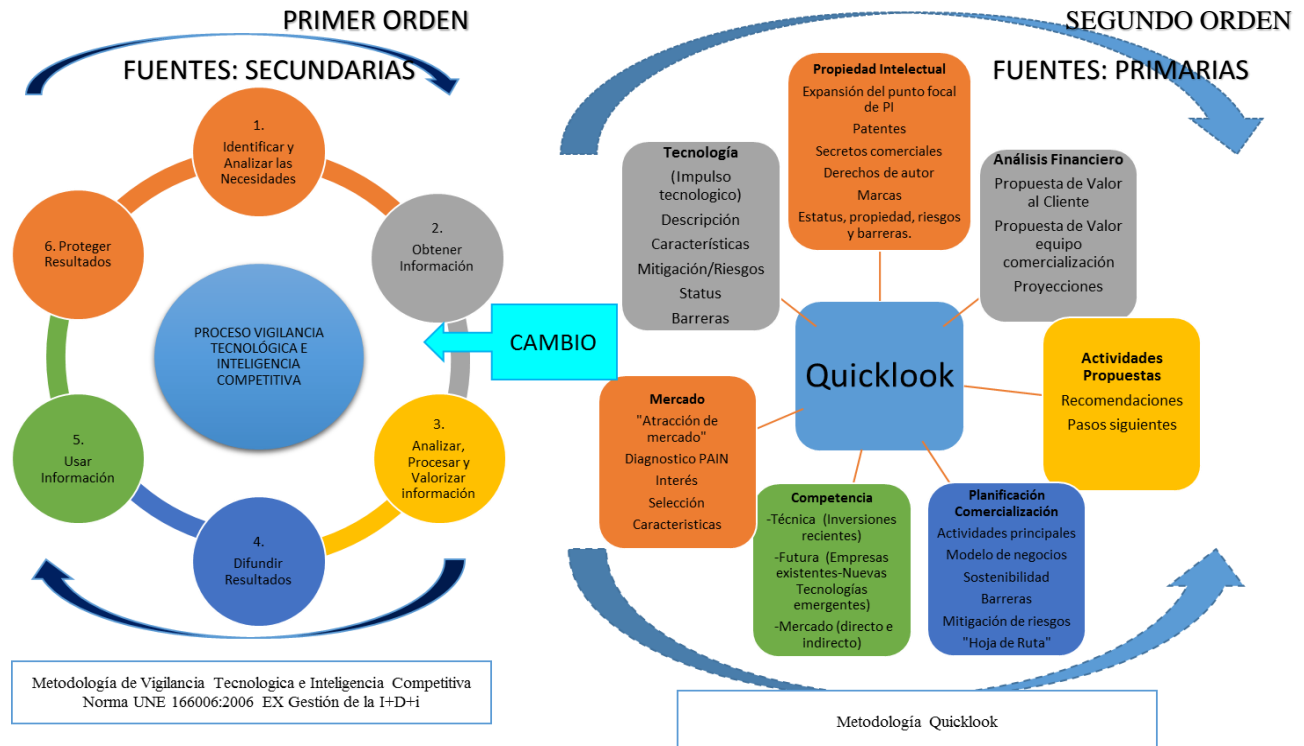 PRIMER ORDEN
FUENTES: SECUNDARIAS
1.
Identificar y
Analizar las
Necesidades
2.
Obtener
Información
3.
Analizar,
Procesar y
Valorizar
información
4.
Difundir
Resultados
5.
Usar
Información
6. Proteger
Resultados
PROCESO VIGILANCIA
TECNOLÓGICA E
INTELIGENCIA
COMPETITIVA
Metodología de Vigilancia Tecnologica e Inteligencia Competitiva
Norma UNE 166006:2006 EX Gestión de la I+D+i
CAMBIO
SEGUNDO ORDEN
FUENTES: PRIMARIAS
Propiedad Intelectual
Expansión del punto focal
de PI
Patentes
Secretos comerciales
Derechos de autor
Marcas
Estatus, propiedad, riesgos
y barreras.
Tecnología
(Impulso
tecnologico)
Descripción
Características
Mitigación/Riesgos
Status
Barreras
Análisis Financiero
Propuesta de Valor
al Cliente
Propuesta de Valor
equipo
comercialización
Proyecciones
Quicklook
Actividades
Propuestas
Recomendaciones
Pasos siguientes
Mercado
"Atracción de
mercado"
Diagnostico PAIN
Interés
Selección
Caracteristicas
Competencia
-Técnica (Inversiones
recientes)
-Futura (Empresas
existentes-Nuevas
Tecnologías
emergentes)
-Mercado (directo e
indirecto)
Planificación
Comercialización
Actividades principales
Modelo de negocios
Sostenibilidad
Barreras
Mitigación de riesgos
"Hoja de Ruta"
Metodología Quicklook